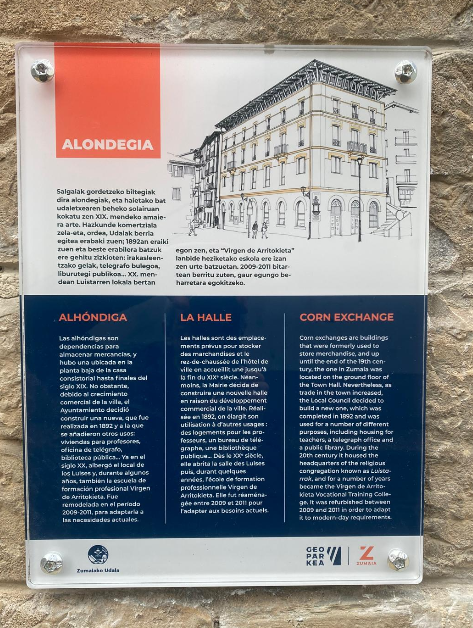 ALONDEGIA
Salgaiak gordetzeko biltegiak
dira alondegiak, eta haietako bat
udaletxearen beheko solairuan
kokatu zen XIX. mendeko amaie-
ra arte. Hazkunde komertziala
zela-eta, ordea, Udalak berria
egitea erabaki zuen; 1892an eraiki
zuen eta beste erabilera batzuk
ere gehitu zizkioten: irakasleen-
tzako gelak, telegrafo bulegoa,
liburutegi publikoa... XX. men-
dean Luistarren lokala bertan
egon zen, eta "Virgen de Arritokieta"
lanbide heziketako eskola ere izan
zen urte batzuetan. 2009-2011 bitar-
tean berritu zuten, gaur egungo be-
harretara egokitzeko.
ALHÓNDIGA
Las alhóndigas son
dependencias para
almacenar mercancías, y
hubo una ubicada en la
planta baja de la casa
consistorial hasta finales del
siglo XIX. No obstante,
debido al crecimiento
comercial de la villa, el
Ayuntamiento decidió
construir una nueva, que fue
realizada en 1892 y a la que
se añadieron otros usos:
viviendas para profesores,
oficina de telégrafo,
biblioteca pública... Ya en el
siglo XX, albergó el local de
los Luises y, durante algunos
años, también la escuela de
formación profesional Virgen
de Arritokieta. Fue
remodelada en el periodo
2009-2011, para adaptarla a
las necesidades actuales.
LA HALLE
Les halles sont des emplace-
ments prévus pour stocker
des marchandises et le
rez-de-chaussée de l'hôtel de
ville en accueillit une jusqu'à
la fin du XIXe siècle. Néan-
moins, la Mairie décida de
construire une nouvelle halle
en raison du développement
commercial de la ville. Réali-
sée en 1892, on élargit son
utilisation à d'autres usages :
des logements pour les pro-
fesseurs, un bureau de télé-
graphe, une bibliothèque
publique... Dès le XXe siècle,
elle abrita la salle des Luises
puis, durant quelques
années, l'école de formation
professionnelle Virgen de
Arritokieta. Elle fut réaména-
gée entre 2009 et 2011 pour
l'adapter aux besoins actuels.
CORN EXCHANGE
Corn exchanges are buildings
that were formerly used to
store merchandise, and up
until the end of the 19th cen-
tury, the one in Zumaia was
located on the ground floor of
the Town Hall. Nevertheless, as
trade in the town increased,
the Local Council decided to
build a new one, which was
completed in 1892 and was
used for a number of different
purposes, including housing for
teachers, a telegraph office and
a public library. During the
20th century it housed the
headquarters of the religious
congregation known as Luista-
rrak, and for a number of years
became the Virgen de Arrito-
kieta Vocational Training Colle-
ge. It was refurbished between
2009 and 2011 in order to adapt
it to modern-day requirements.
Zumaiako Udala
GEO
PAR
KEA
Z
ZUMAIA